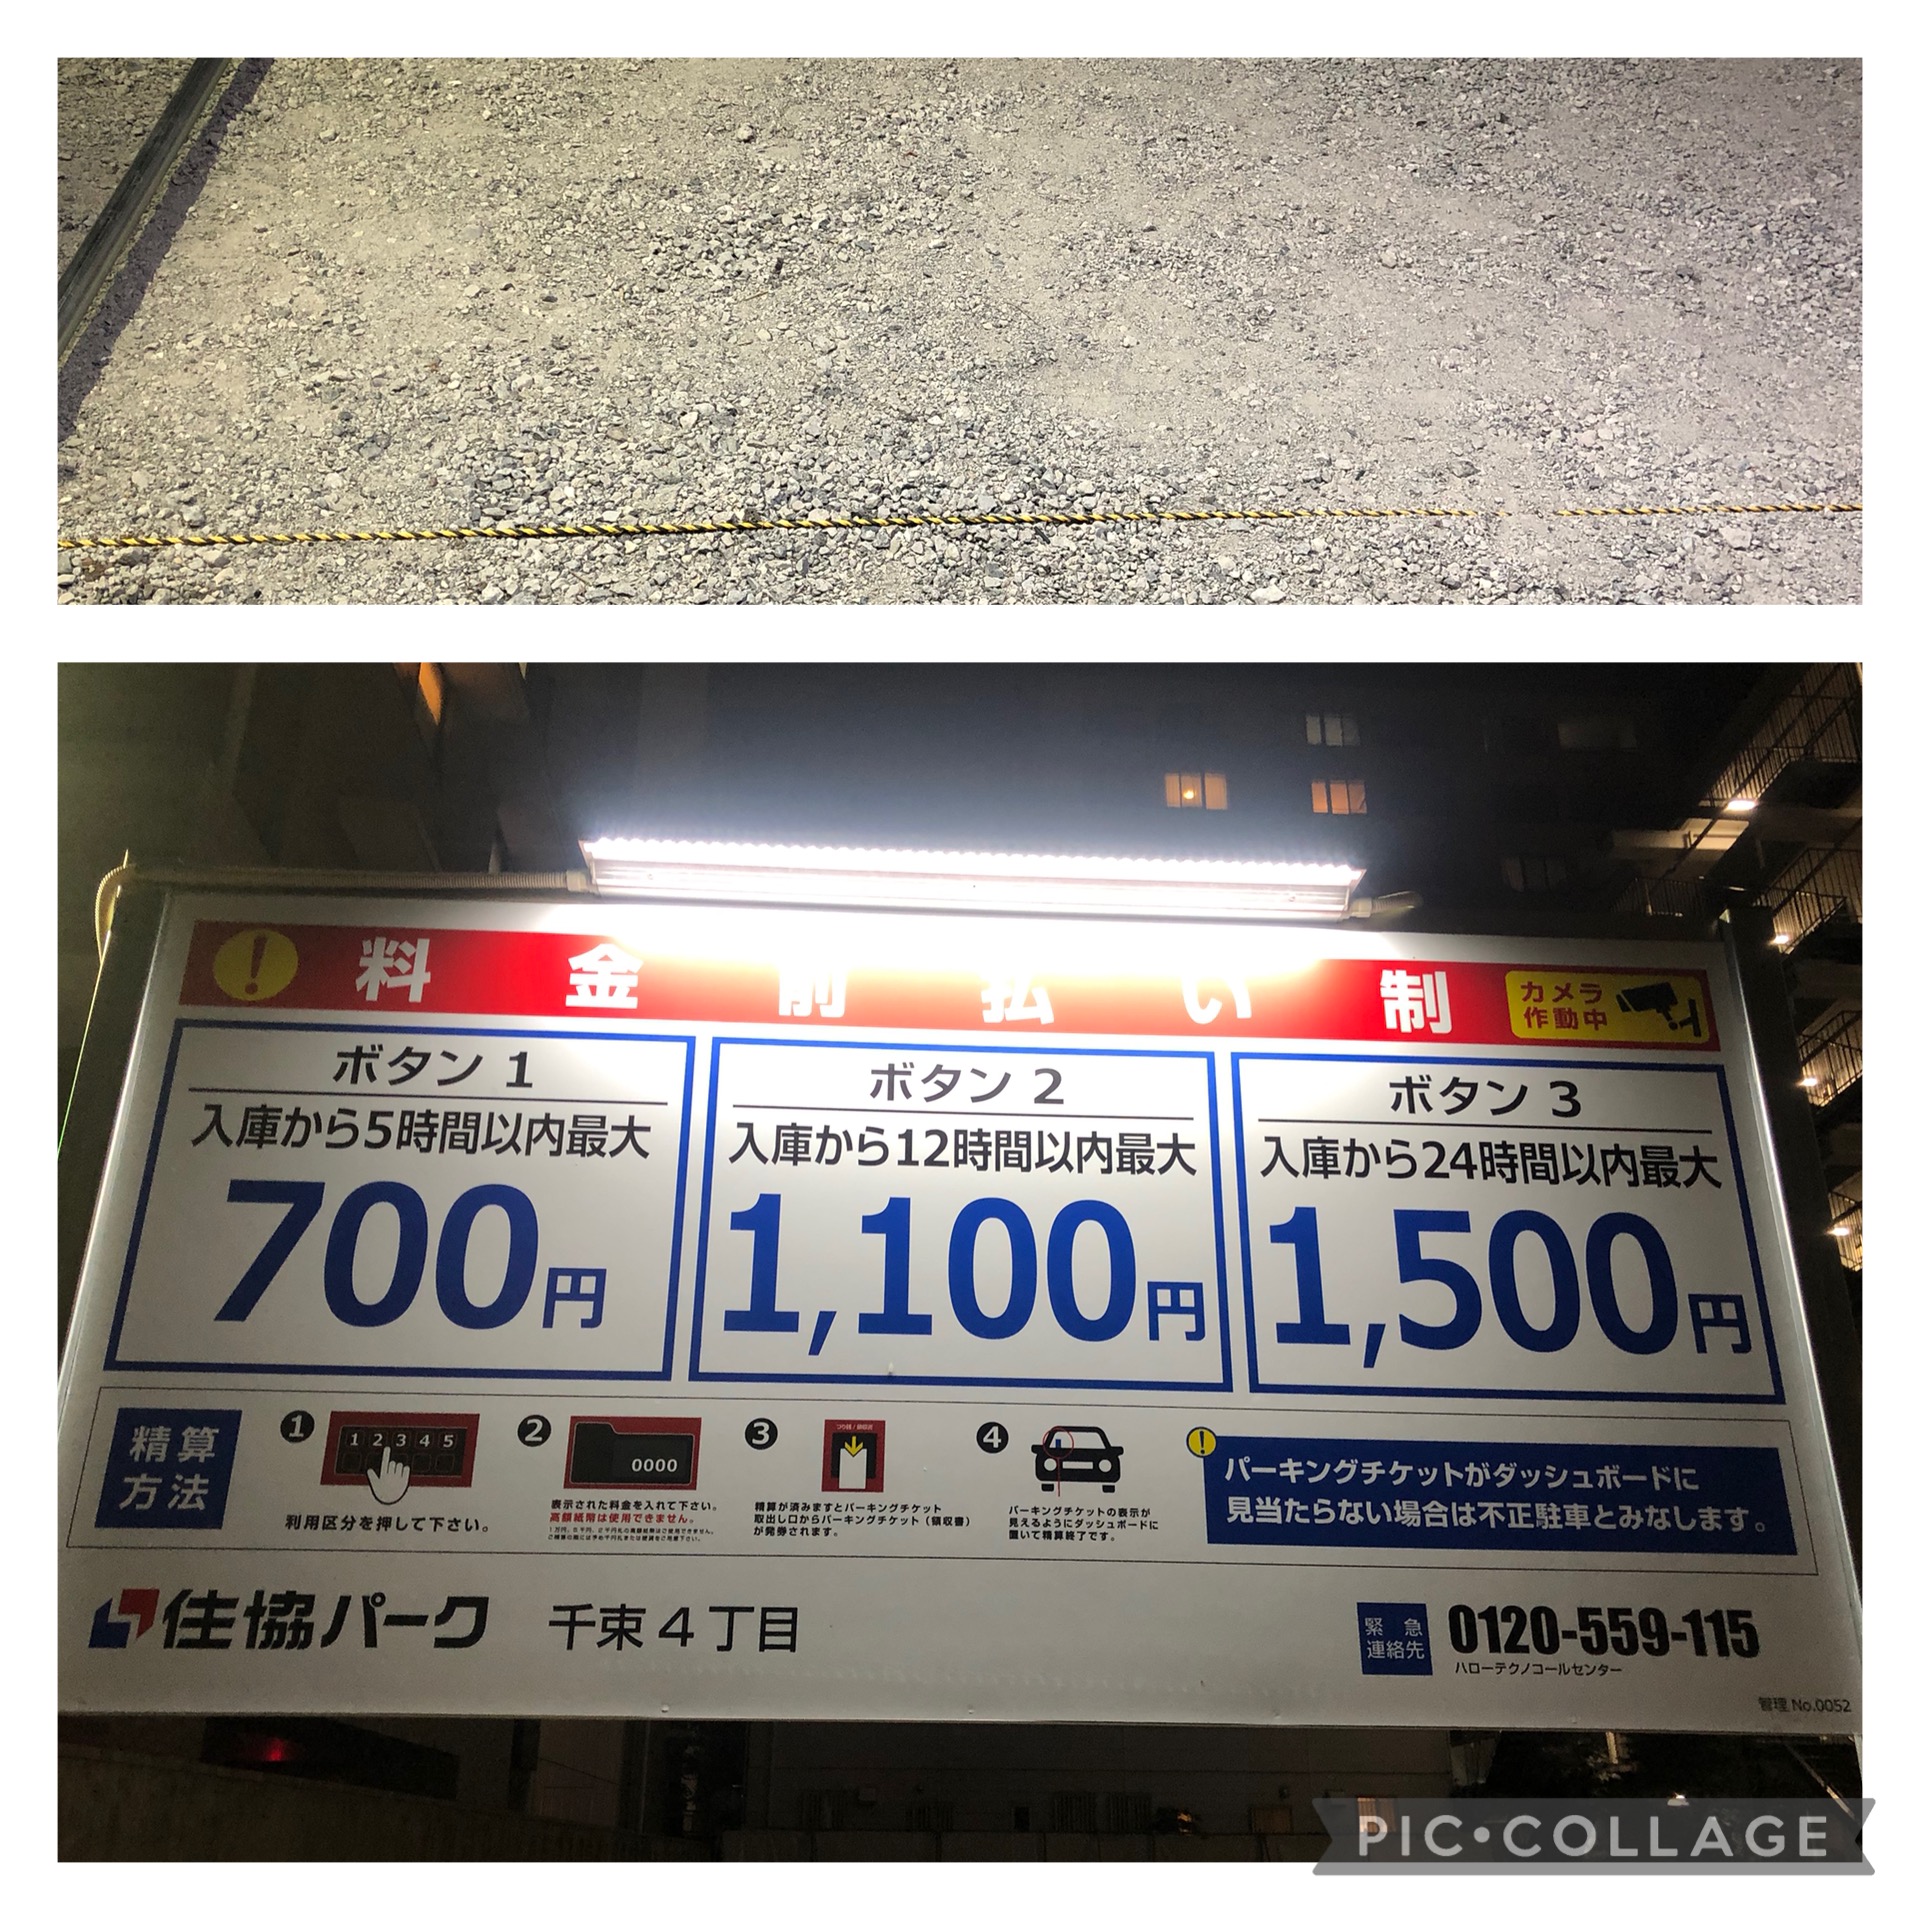 料金前払い制
カメラ
作動中
ボタン 1
入庫から5時間以内最大
700円
ボタン 2
入庫から12時間以内最大
1,100円
ボタン 3
入庫から24時間以内最大
1,500円
精算
方法
1
1 2 3 4 5
利用区分を押して下さい。
2
0000
表示された料金を入れて下さい。
高額紙幣は使用できません。
3
精算が済みますとパーキングチケット
取出し口からパーキングチケット（領収書）
が発券されます。
4
パーキングチケットの表示が
見えるようにダッシュボードに
置いて精算終了です。
パーキングチケットがダッシュボードに
見当たらない場合は不正駐車とみなします。
住協パーク 千束4丁目
緊急
連絡先
0120-559-115
ハローテクノコールセンター
管理 No.0052
PIC•COLLAGE